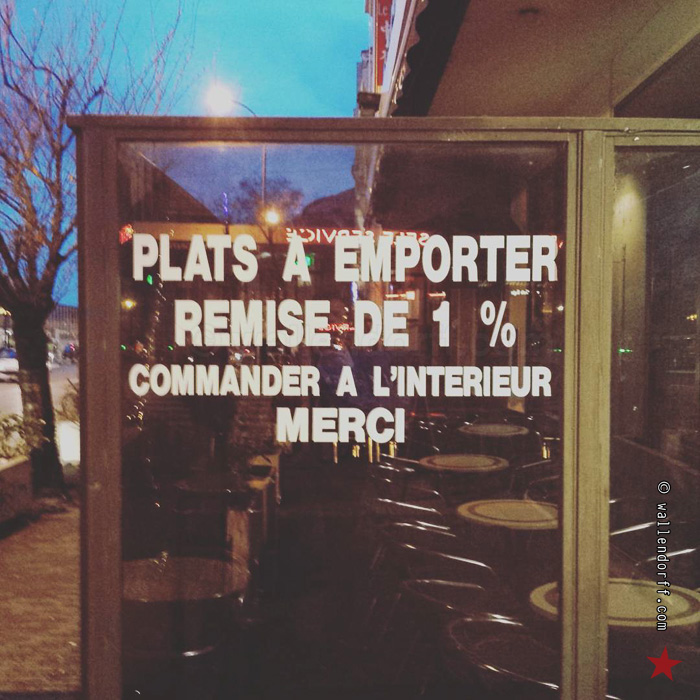 PLATS A EMPORTER
REMISE DE 1 %
COMMANDER A L'INTERIEUR
MERCI
© wallendorff.com